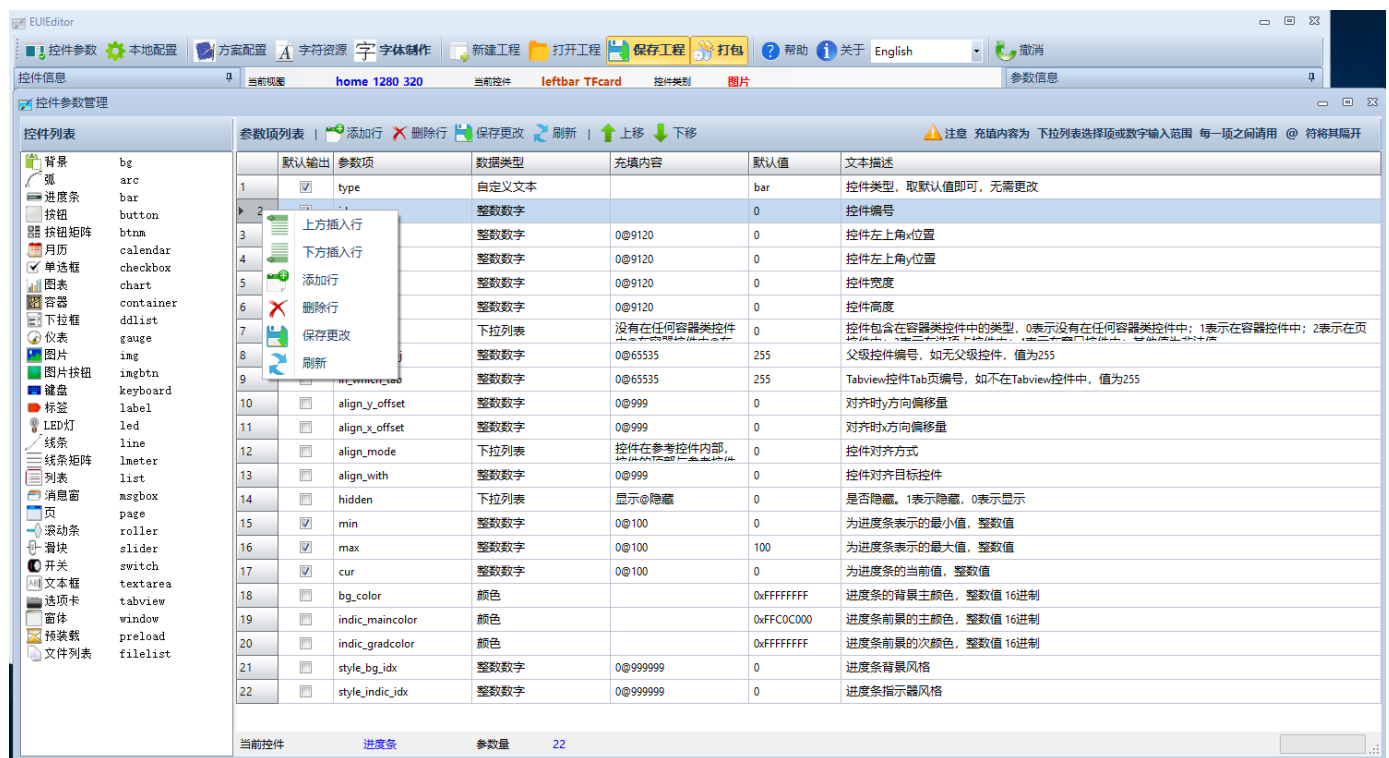 EUIEditor
控件参数 本地配置 方案配置 字符资源 字体制作 新建工程 打开工程 保存工程 打包 帮助 关于 English 撤消
控件信息 当前视图 home 1280 320 当前控件 leftbar TFcard 控件类别 图片 参数信息
控件参数管理
控件列表 参数项列表 | 添加行 删除行 保存更改 刷新 | 上移 下移 注意 充填内容为 下拉列表选择项或数字输入范围 每一项之间请用 @ 符将其隔开
背景 bg
弧 arc
进度条 bar
按钮 button
按钮矩阵 btnm
月历 calendar
单选框 checkbox
图表 chart
容器 container
下拉框 ddlist
仪表 gauge
图片 img
图片按钮 imgbtn
键盘 keyboard
标签 label
LED灯 led
线条 line
线条矩阵 lmeter
列表 list
消息窗 msgbox
页 page
滚动条 roller
滑块 slider
开关 switch
文本框 textarea
选项卡 tabview
窗体 window
预装载 preload
文件列表 filelist
默认输出 参数项 数据类型 充填内容 默认值 文本描述
1 type 自定义文本 bar 控件类型，取默认值即可，无需更改
2 整数数字 0 控件编号
3 整数数字 0@9120 0 控件左上角x位置
4 整数数字 0@9120 0 控件左上角y位置
5 整数数字 0@9120 0 控件宽度
6 整数数字 0@9120 0 控件高度
7 下拉列表 没有在任何容器类控件 0 控件包含在容器类控件中的类型，0表示没有在任何容器类控件中；1表示在容器控件中；2表示在页
8 整数数字 0@65535 255 父级控件编号，如无父级控件，值为255
9 in_which_tab 整数数字 0@65535 255 Tabview控件Tab页编号，如不在Tabview控件中，值为255
10 align_y_offset 整数数字 0@999 0 对齐时y方向偏移量
11 align_x_offset 整数数字 0@999 0 对齐时x方向偏移量
12 align_mode 下拉列表 控件在参考控件内部， 0 控件对齐方式
13 align_with 整数数字 0@999 0 控件对齐目标控件
14 hidden 下拉列表 显示@隐藏 0 是否隐藏。1表示隐藏，0表示显示
15 min 整数数字 0@100 0 为进度条表示的最小值，整数值
16 max 整数数字 0@100 100 为进度条表示的最大值，整数值
17 cur 整数数字 0@100 0 为进度条的当前值，整数值
18 bg_color 颜色 0xFFFFFFFF 进度条的背景主颜色，整数值 16进制
19 indic_maincolor 颜色 0xFFC0C000 进度条前景的主颜色，整数值 16进制
20 indic_gradcolor 颜色 0xFFFFFFFF 进度条前景的次颜色，整数值 16进制
21 style_bg_idx 整数数字 0@999999 0 进度条背景风格
22 style_indic_idx 整数数字 0@999999 0 进度条指示器风格
上方插入行
下方插入行
添加行
删除行
保存更改
刷新
当前控件 进度条 参数量 22